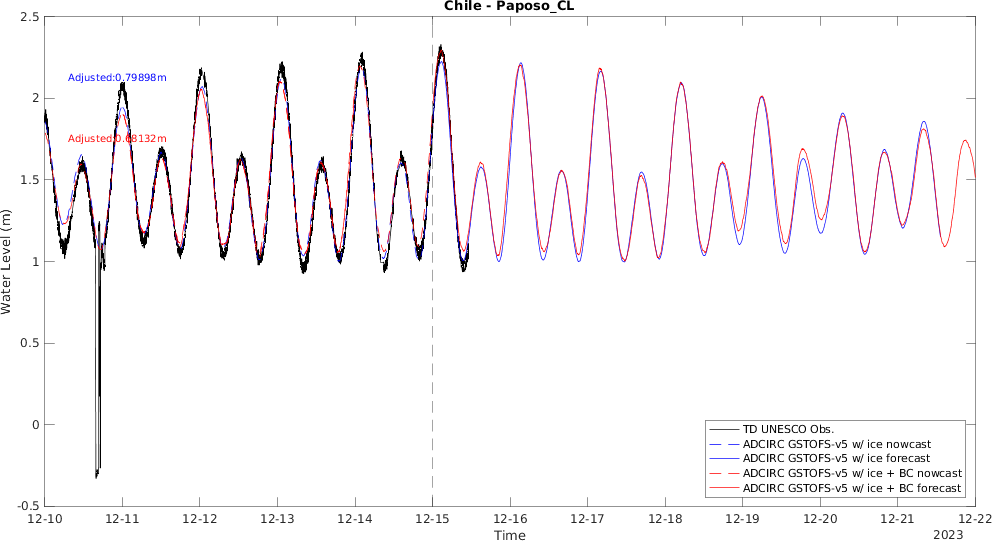 Chile - Paposo_CL
2.5
2
1.5
1
0.5
0
-0.5
Water Level (m)
Adjusted:0.79898m
Adjusted:0.68132m
TD UNESCO Obs.
ADCIRC GSTOFS-v5 w/ ice nowcast
ADCIRC GSTOFS-v5 w/ ice forecast
ADCIRC GSTOFS-v5 w/ ice + BC nowcast
ADCIRC GSTOFS-v5 w/ ice + BC forecast
12-10 12-11 12-12 12-13 12-14 12-15 12-16 12-17 12-18 12-19 12-20 12-21 12-22
Time
2023